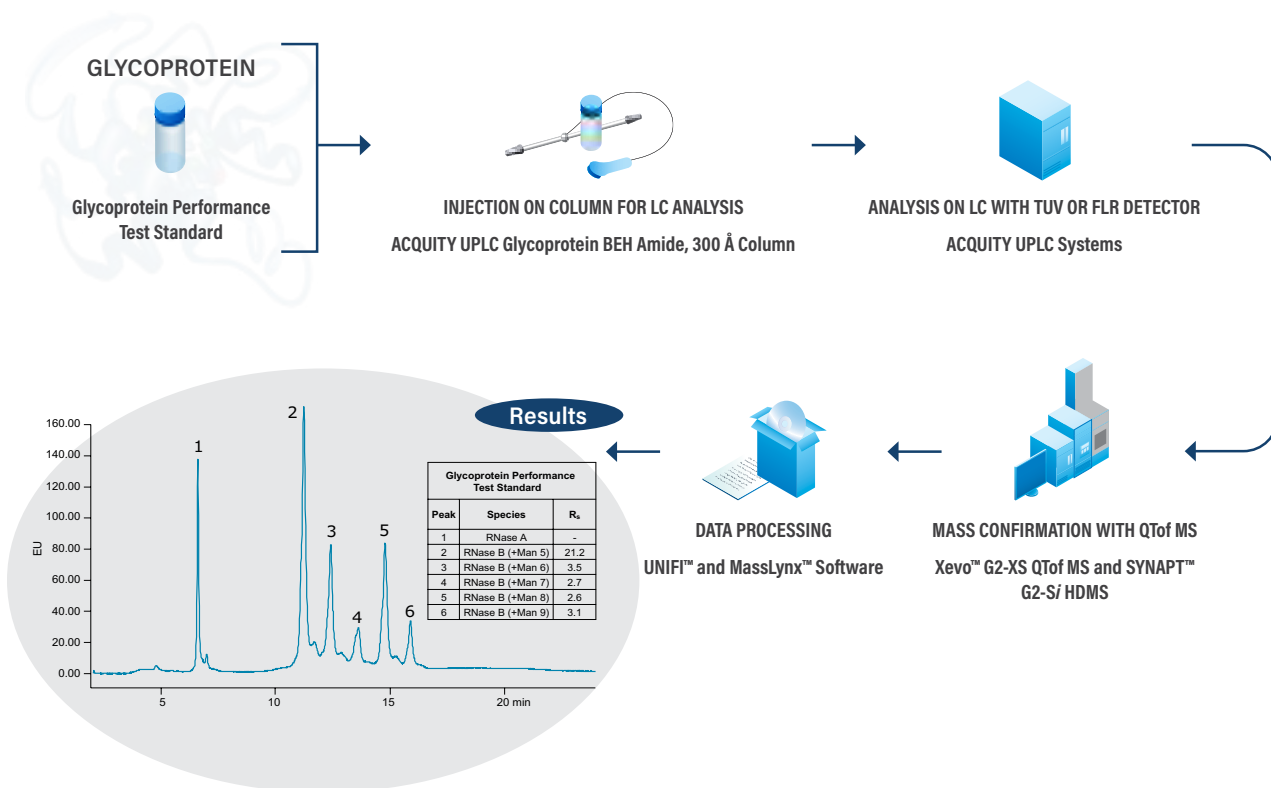 GLYCOPROTEIN
Glycoprotein Performance
Test Standard
INJECTION ON COLUMN FOR LC ANALYSIS
ACQUITY UPLC Glycoprotein BEH Amide, 300 Å Column
ANALYSIS ON LC WITH TUV OR FLR DETECTOR
ACQUITY UPLC Systems
MASS CONFIRMATION WITH QTof MS
Xevo™ G2-XS QTof MS and SYNAPT™
G2-Si HDMS
DATA PROCESSING
UNIFI™ and MassLynx™ Software
Results
160.00
140.00
120.00
100.00
80.00
60.00
40.00
20.00
0.00
EU
5
10
15
20 min
1
2
3
4
5
6
Glycoprotein Performance
Test Standard
Peak Species Rs
1 RNase A -
2 RNase B (+Man 5) 21.2
3 RNase B (+Man 6) 3.5
4 RNase B (+Man 7) 2.7
5 RNase B (+Man 8) 2.6
6 RNase B (+Man 9) 3.1